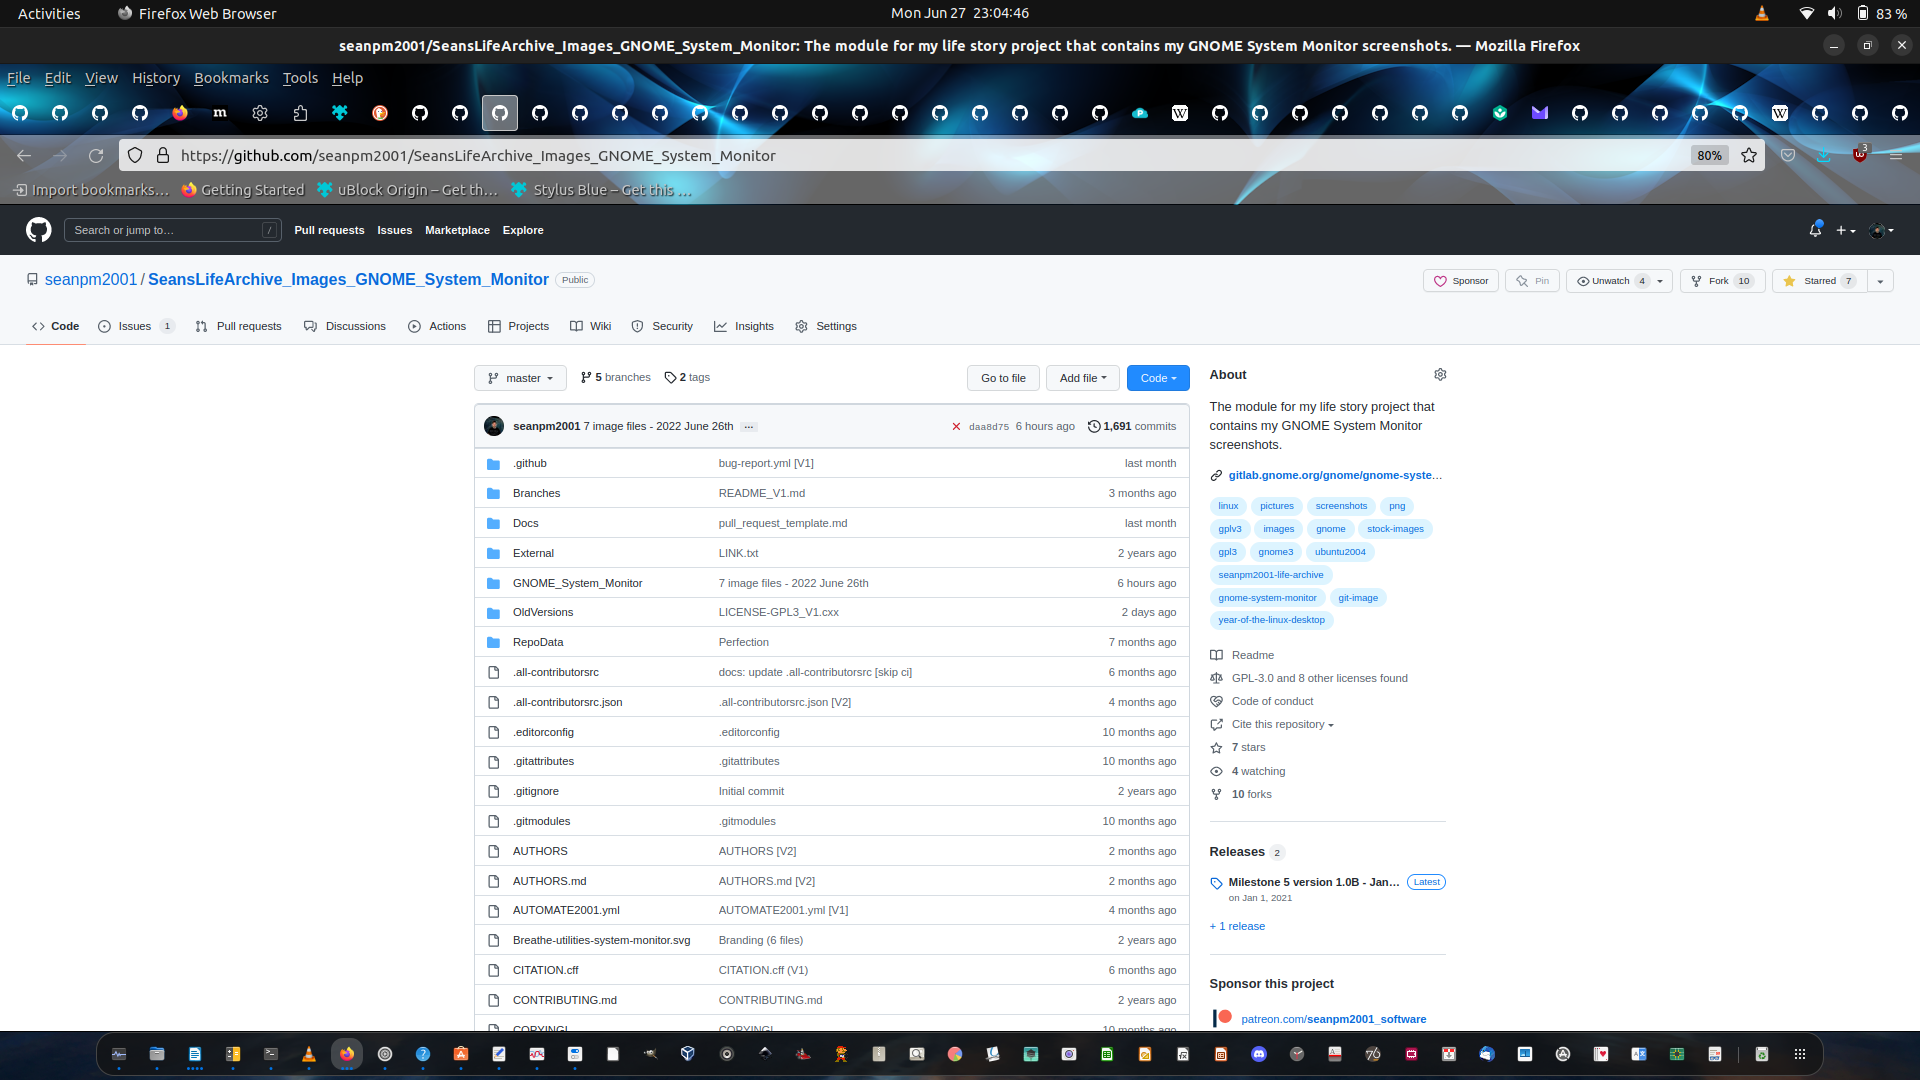 Activities Firefox Web Browser Mon Jun 27 23:04:46 83 %
seanpm2001/SeansLifeArchive_Images_GNOME_System_Monitor: The module for my life story project that contains my GNOME System Monitor screenshots. — Mozilla Firefox
File Edit View History Bookmarks Tools Help
https://github.com/seanpm2001/SeansLifeArchive_Images_GNOME_System_Monitor 80% 3
Import bookmarks… Getting Started uBlock Origin – Get th… Stylus Blue – Get this …
Search or jump to… / Pull requests Issues Marketplace Explore
seanpm2001 / SeansLifeArchive_Images_GNOME_System_Monitor Public Sponsor Pin Unwatch 4 Fork 10 Starred 7
Code Issues 1 Pull requests Discussions Actions Projects Wiki Security Insights Settings
master 5 branches 2 tags Go to file Add file Code
seanpm2001 7 image files - 2022 June 26th ... daa8d75 6 hours ago 1,691 commits
.github bug-report.yml [V1] last month
Branches README_V1.md 3 months ago
Docs pull_request_template.md last month
External LINK.txt 2 years ago
GNOME_System_Monitor 7 image files - 2022 June 26th 6 hours ago
OldVersions LICENSE-GPL3_V1.cxx 2 days ago
RepoData Perfection 7 months ago
.all-contributorsrc docs: update .all-contributorsrc [skip ci] 6 months ago
.all-contributorsrc.json .all-contributorsrc.json [V2] 4 months ago
.editorconfig .editorconfig 10 months ago
.gitattributes .gitattributes 10 months ago
.gitignore Initial commit 2 years ago
.gitmodules .gitmodules 10 months ago
AUTHORS AUTHORS [V2] 2 months ago
AUTHORS.md AUTHORS.md [V2] 2 months ago
AUTOMATE2001.yml AUTOMATE2001.yml [V1] 4 months ago
Breathe-utilities-system-monitor.svg Branding (6 files) 2 years ago
CITATION.cff CITATION.cff (V1) 6 months ago
CONTRIBUTING.md CONTRIBUTING.md 2 years ago
COPYINGL COPYINGL 10 months ago
About
The module for my life story project that
contains my GNOME System Monitor
screenshots.
gitlab.gnome.org/gnome/gnome-syste…
linux pictures screenshots png
gplv3 images gnome stock-images
gpl3 gnome3 ubuntu2004
seanpm2001-life-archive
gnome-system-monitor git-image
year-of-the-linux-desktop
Readme
GPL-3.0 and 8 other licenses found
Code of conduct
Cite this repository
7 stars
4 watching
10 forks
Releases 2
Milestone 5 version 1.0B - Jan… Latest
on Jan 1, 2021
+ 1 release
Sponsor this project
patreon.com/seanpm2001_software